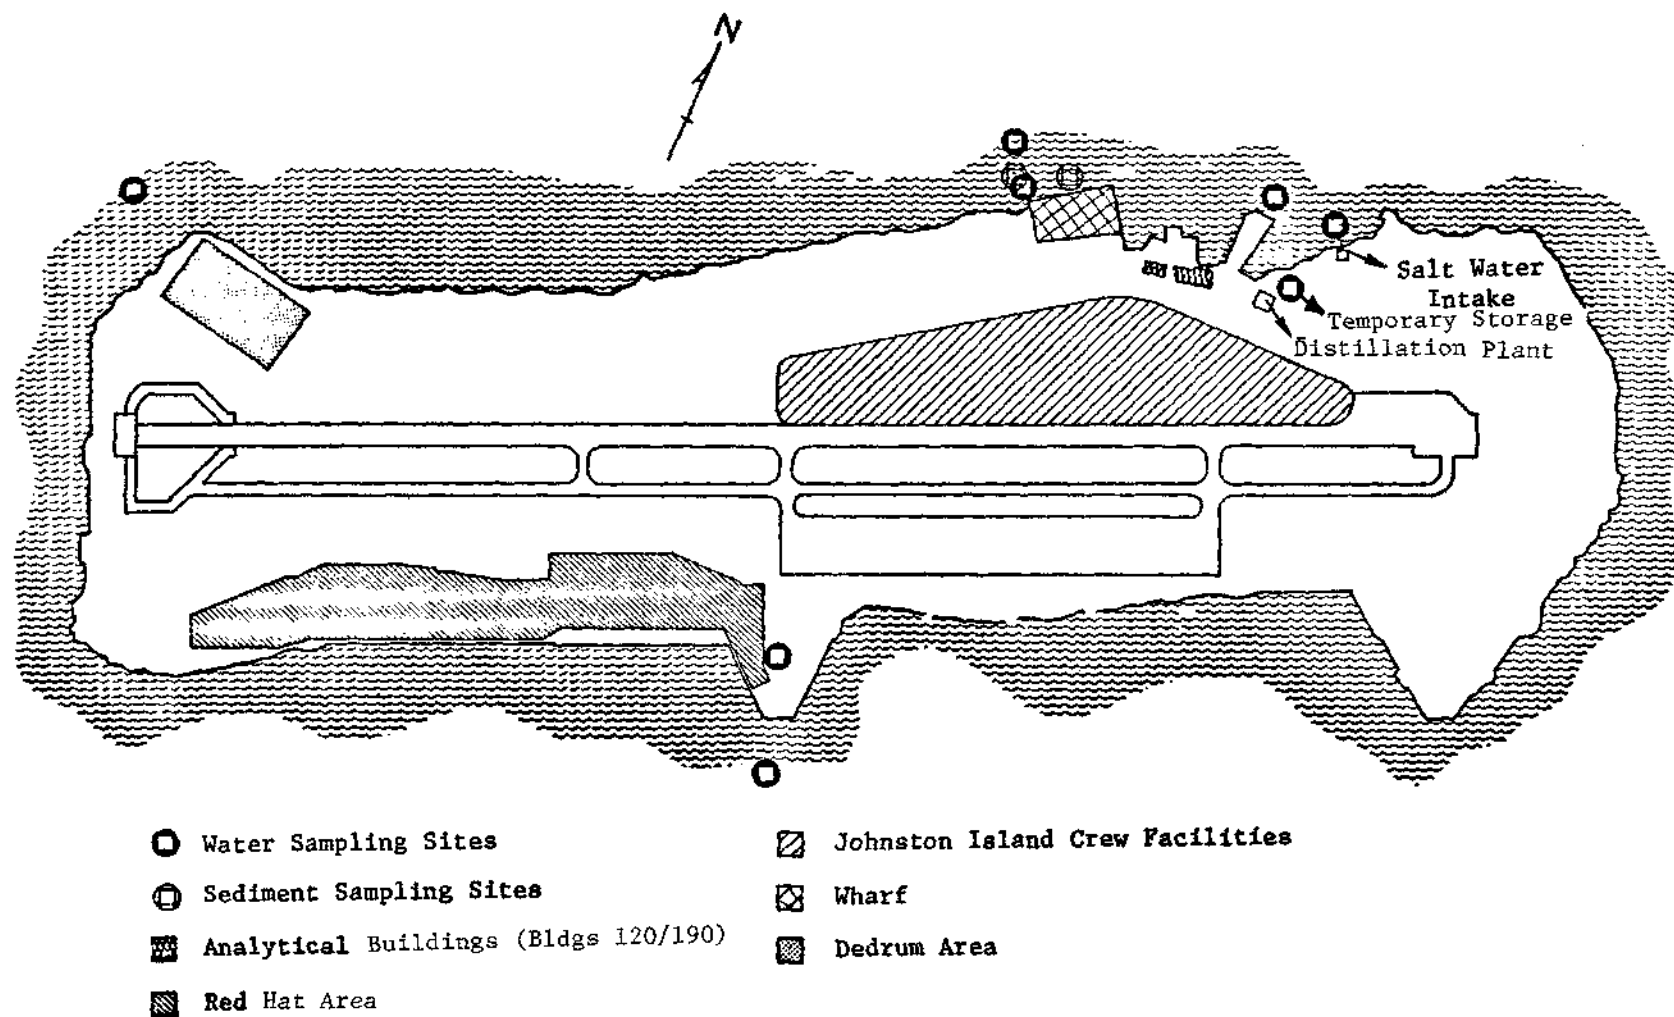 N
Salt Water
Intake
Temporary Storage
Distillation Plant
Water Sampling Sites
Sediment Sampling Sites
Analytical Buildings (Bldgs 120/190)
Red Hat Area
Johnston Island Crew Facilities
Wharf
Dedrum Area